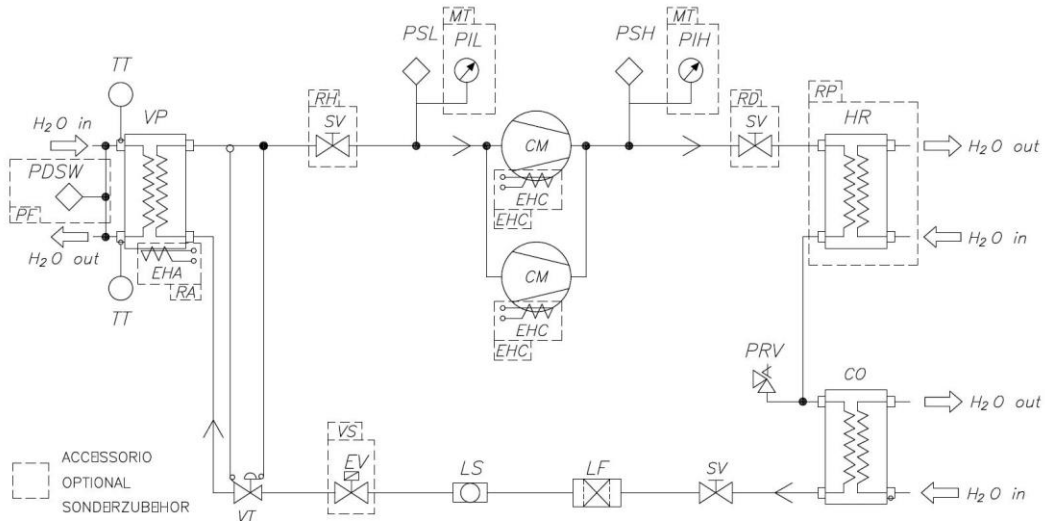 MT
MT
PSL
PIL
PSH
PIH
TT
RH
RD
RP
H2O in
VP
SV
SV
HR
CM
H2O out
PDSW
EHC
PF
EHC
H2O out
H2O in
EHA
CM
RA
TT
EHC
EHC
PRV
CO
H2O out
VS
ACCESSORIO
EV
LS
LF
SV
OPTIONAL
H2O in
SONDERZUBEHOR
VT